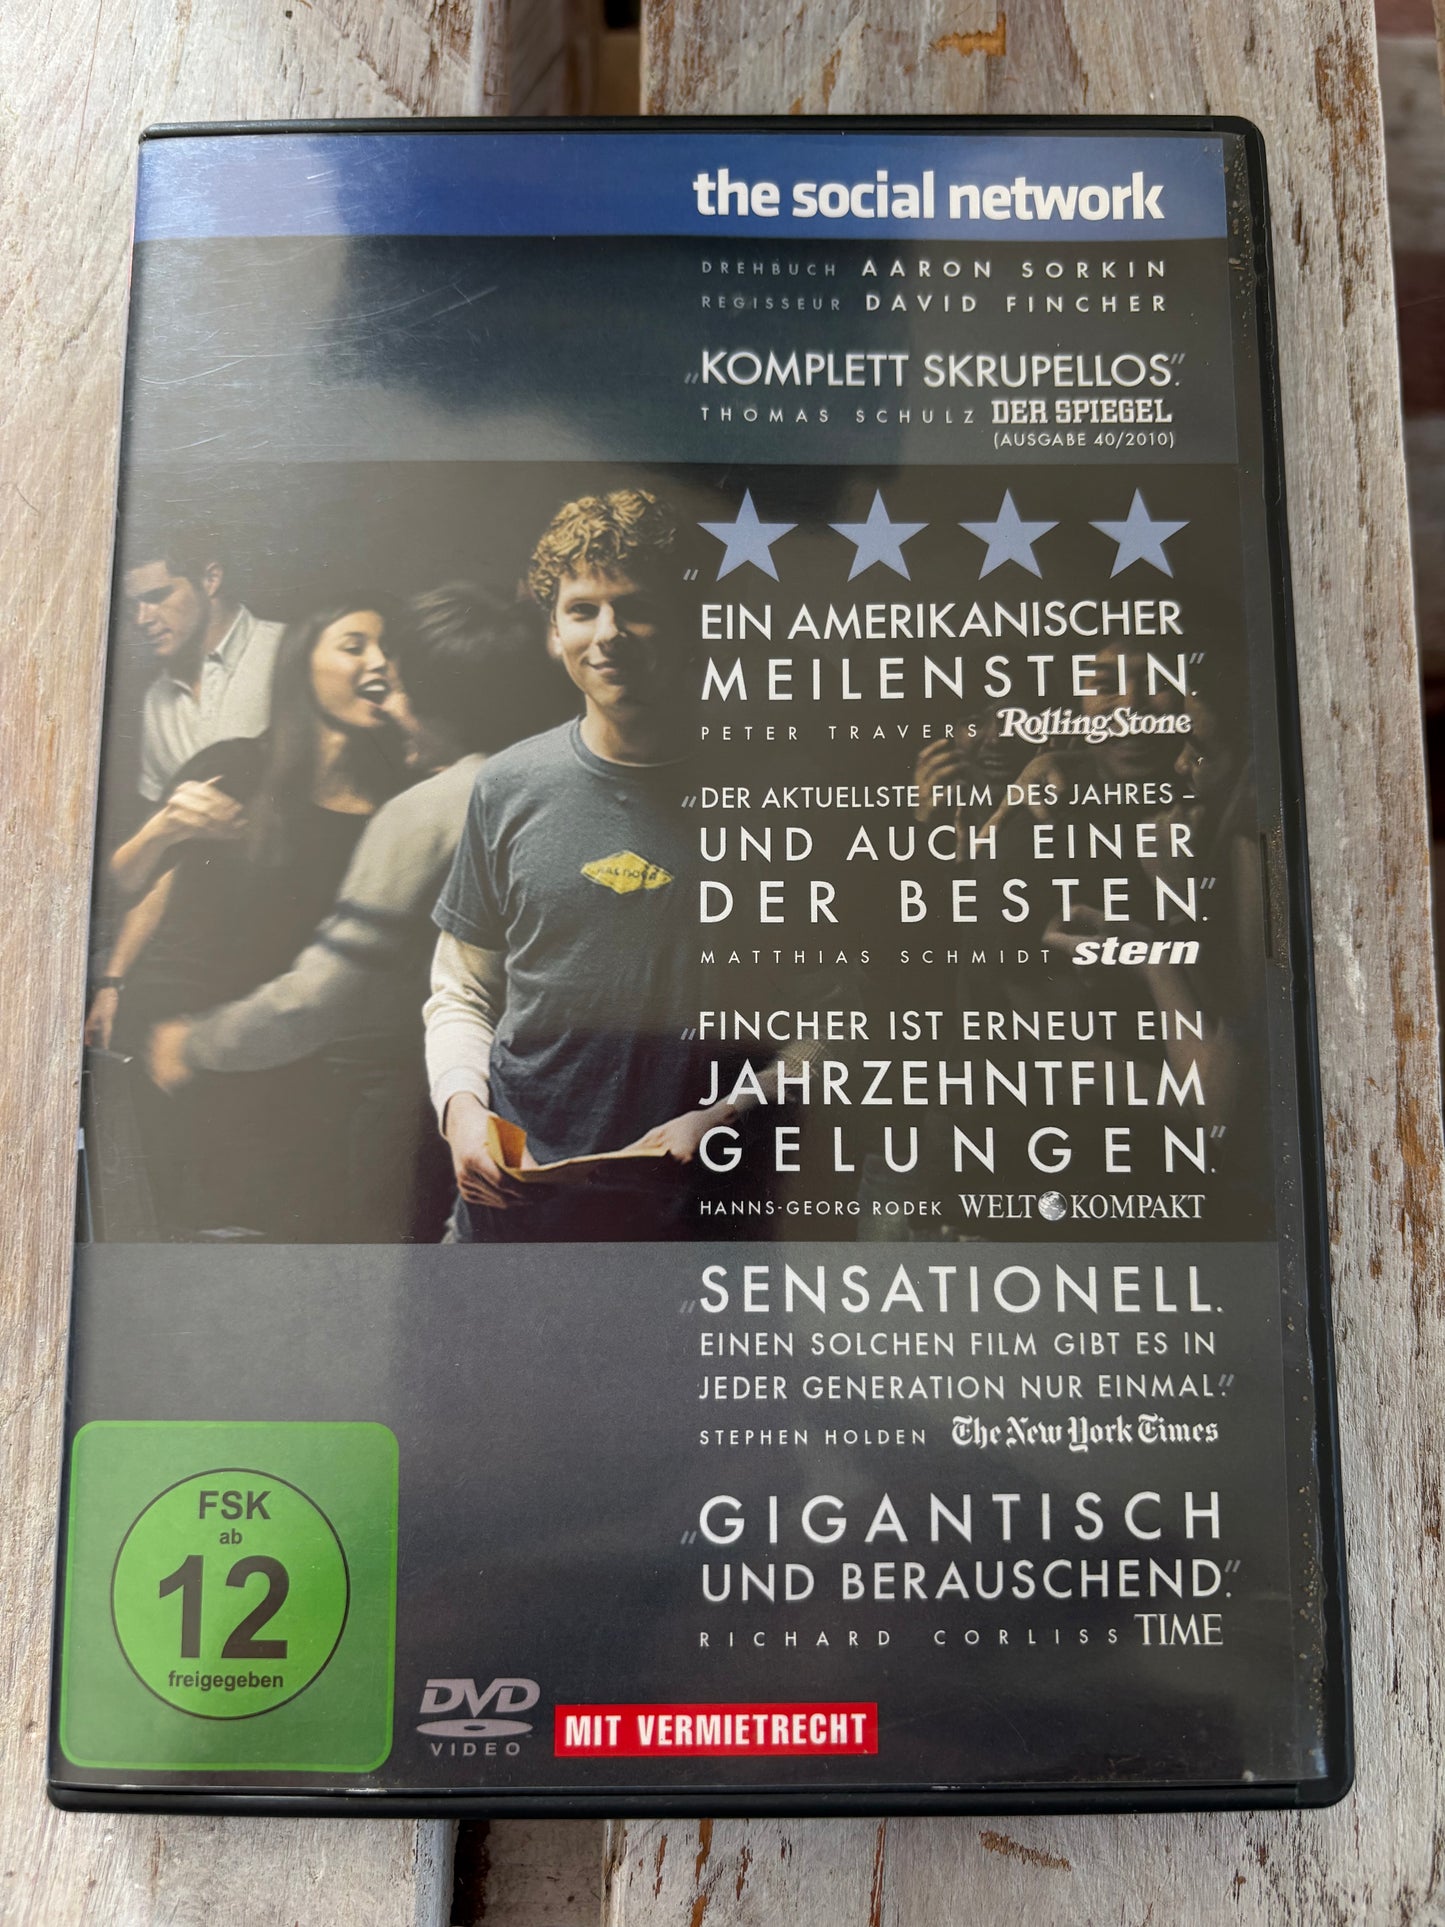 the social network
DREHBUCH AARON SORKIN
REGISSEUR DAVID FINCHER
„KOMPLETT SKRUPELLOS.”
THOMAS SCHULZ DER SPIEGEL
(AUSGABE 40/2010)
„★ ★ ★ ★
EIN AMERIKANISCHER
MEILENSTEIN.”
PETER TRAVERS RollingStone
„DER AKTUELLSTE FILM DES JAHRES –
UND AUCH EINER
DER BESTEN.”
MATTHIAS SCHMIDT stern
„FINCHER IST ERNEUT EIN
JAHRZEHNTFILM
GELUNGEN.”
HANNS-GEORG RODEK WELT KOMPAKT
„SENSATIONELL.
EINEN SOLCHEN FILM GIBT ES IN
JEDER GENERATION NUR EINMAL.”
STEPHEN HOLDEN The New York Times
„GIGANTISCH
UND BERAUSCHEND.”
RICHARD CORLISS TIME
FSK
ab
12
freigegeben
DVD
VIDEO
MIT VERMIETRECHT